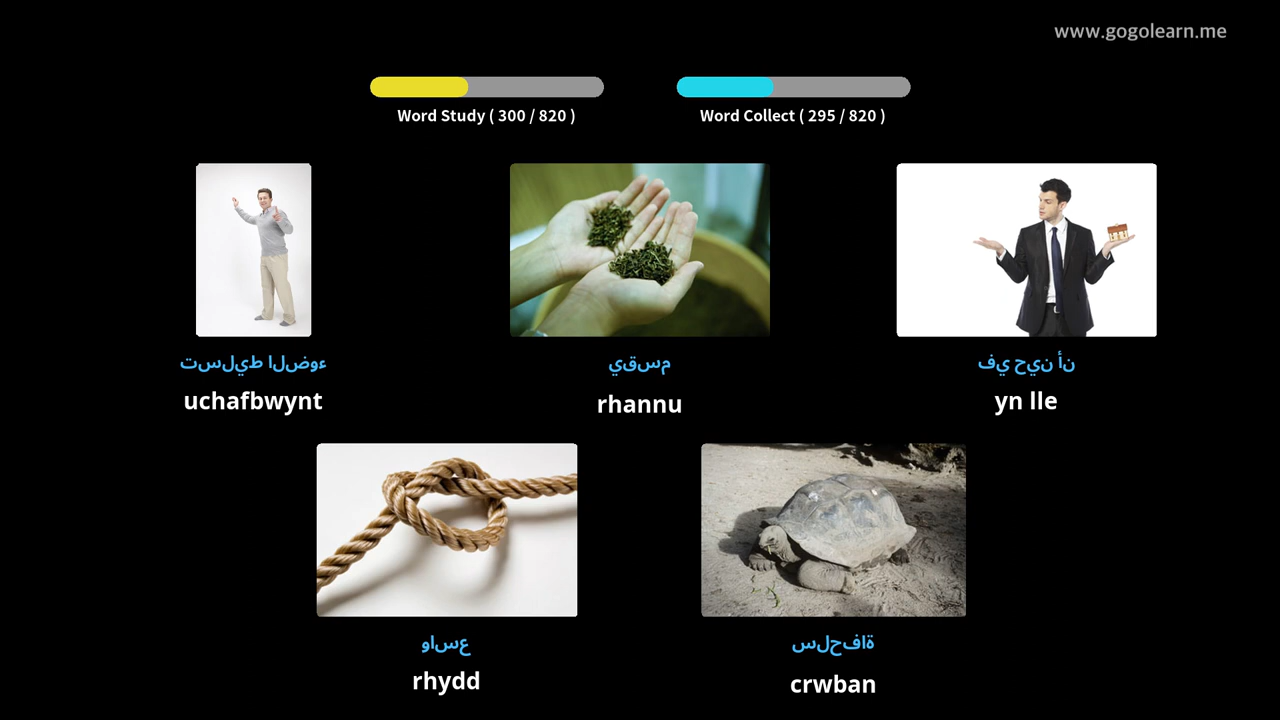 www.gogolearn.me
Word Study ( 300 / 820 )
Word Collect ( 295 / 820 )
تسليط الضوء
uchafbwynt
يقسم
rhannu
في حين أن
yn lle
واسع
rhydd
سلحفاة
crwban